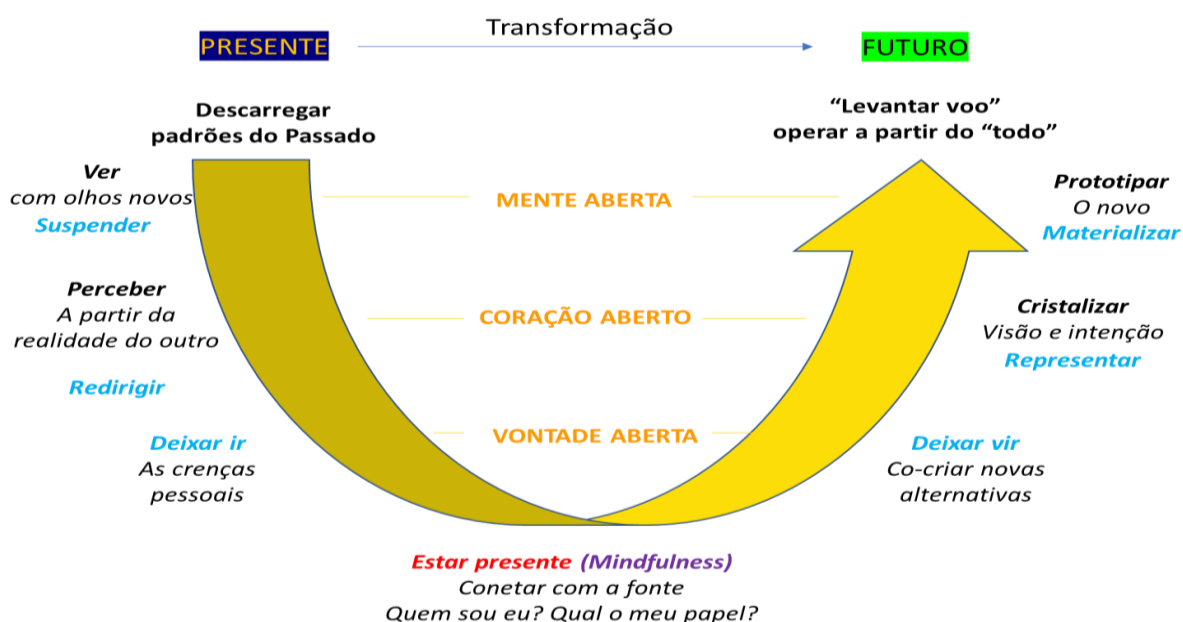 Transformação
PRESENTE
FUTURO
Descarregar
padrões do Passado
“Levantar voo”
operar a partir do “todo”
Ver
com olhos novos
Suspender
MENTE ABERTA
Prototipar
O novo
Materializar
Perceber
A partir da
realidade do outro
Redirigir
CORAÇÃO ABERTO
Cristalizar
Visão e intenção
Representar
Deixar ir
As crenças
pessoais
VONTADE ABERTA
Deixar vir
Co-criar novas
alternativas
Estar presente (Mindfulness)
Conetar com a fonte
Quem sou eu? Qual o meu papel?